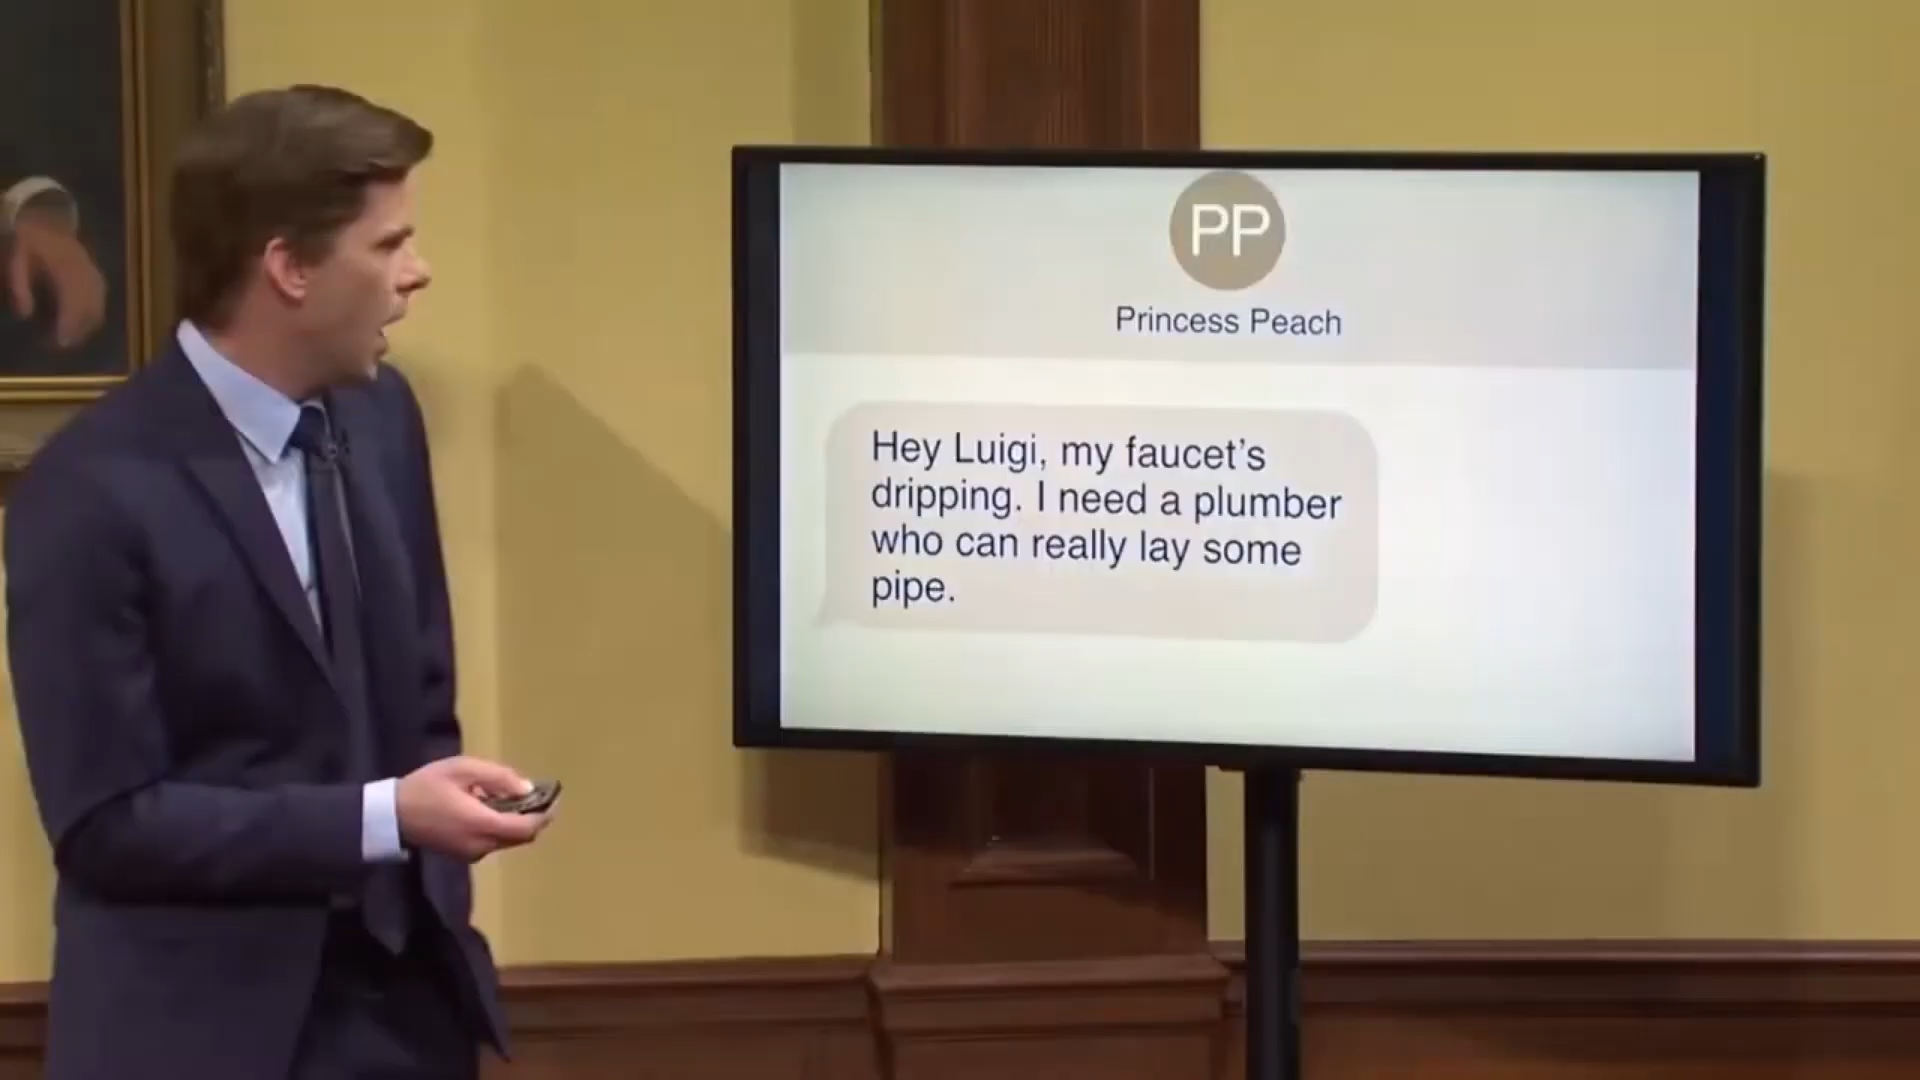 PP
Princess Peach
Hey Luigi, my faucet's
dripping. I need a plumber
who can really lay some
pipe.